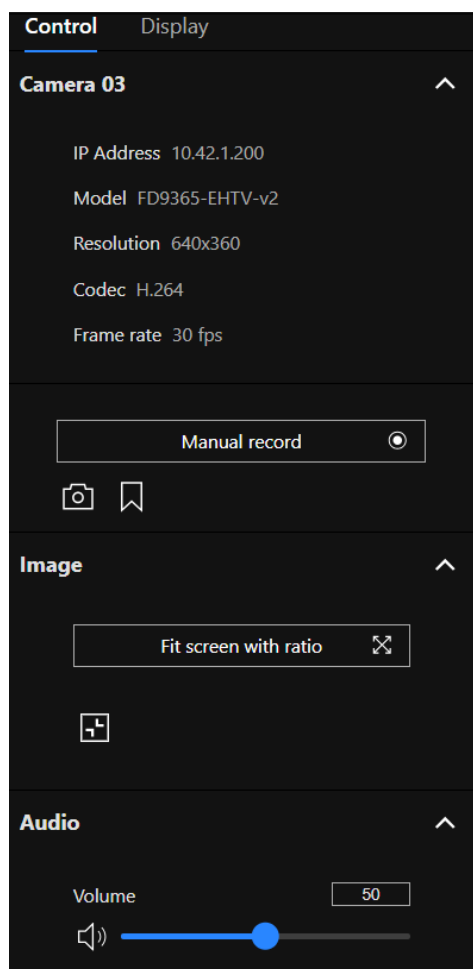 Control Display
Camera 03
IP Address 10.42.1.200
Model FD9365-EHTV-v2
Resolution 640x360
Codec H.264
Frame rate 30 fps
Manual record
Image
Fit screen with ratio
Audio
Volume 50